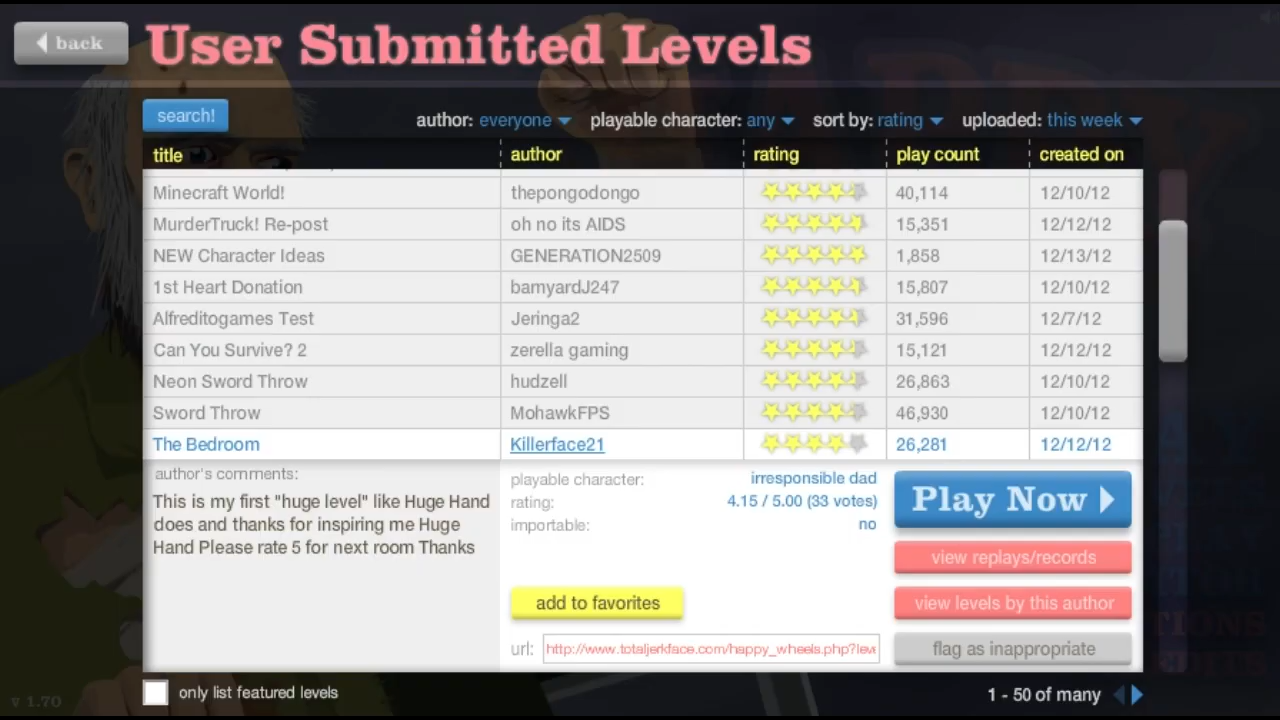 back
User Submitted Levels
search!
author: everyone playable character: any sort by: rating uploaded: this week
title author rating play count created on
Minecraft World! thepongodongo 40,114 12/10/12
MurderTruck! Re-post oh no its AIDS 15,351 12/12/12
NEW Character Ideas GENERATION2509 1,858 12/13/12
1st Heart Donation barnyardJ247 15,807 12/10/12
Alfreditogames Test Jeringa2 31,596 12/7/12
Can You Survive? 2 zerella gaming 15,121 12/12/12
Neon Sword Throw hudzell 26,863 12/10/12
Sword Throw MohawkFPS 46,930 12/10/12
The Bedroom Killerface21 26,281 12/12/12
author's comments:
This is my first "huge level" like Huge Hand
does and thanks for inspiring me Huge
Hand Please rate 5 for next room Thanks
playable character: irresponsible dad
rating: 4.15 / 5.00 (33 votes)
importable: no
add to favorites
url: http://www.totaljerkface.com/happy_wheels.php?leve
Play Now
view replays/records
view levels by this author
flag as inappropriate
only list featured levels
1 - 50 of many
v 1.70